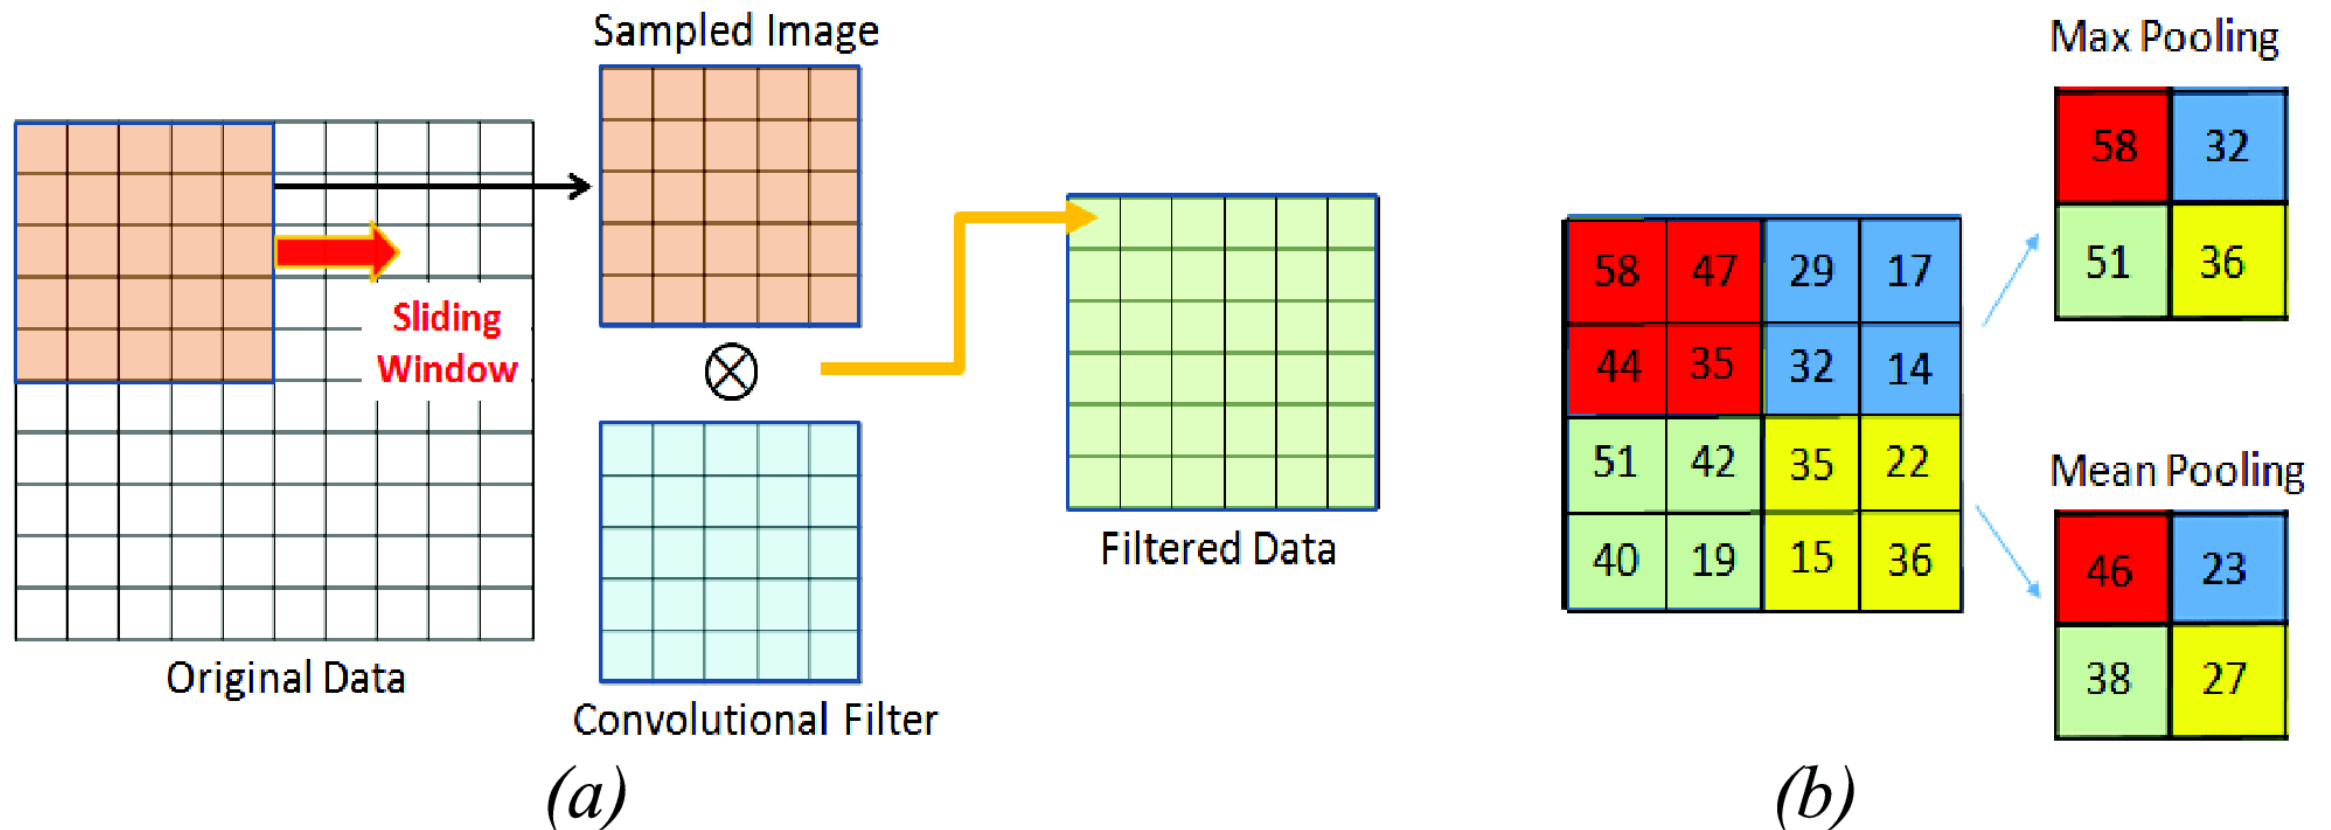 Sampled Image
Sliding
Window
Original Data
Convolutional Filter
Filtered Data
(a)
58 47 29 17
44 35 32 14
51 42 35 22
40 19 15 36
Max Pooling
58 32
51 36
Mean Pooling
46 23
38 27
(b)